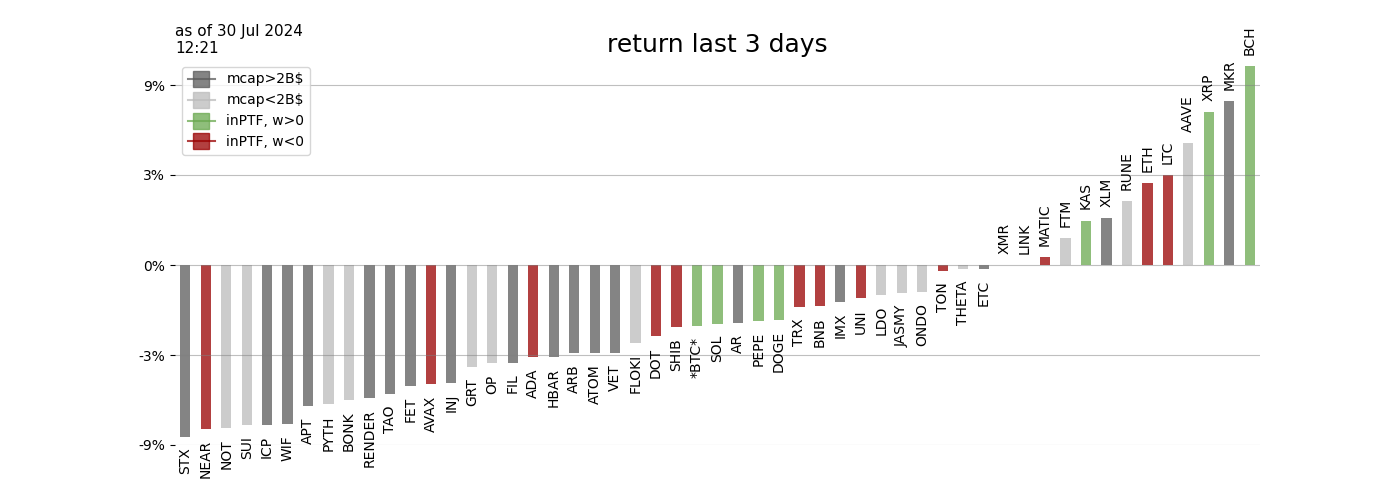 as of 30 Jul 2024
12:21
return last 3 days
mcap>2B$
mcap<2B$
inPTF, w>0
inPTF, w<0
9%
3%
0%
-3%
-9%
STX
NEAR
NOT
SUI
ICP
WIF
APT
PYTH
BONK
RENDER
TAO
FET
AVAX
INJ
GRT
OP
FIL
ADA
HBAR
ARB
ATOM
VET
FLOKI
DOT
SHIB
*BTC*
SOL
AR
PEPE
DOGE
TRX
BNB
IMX
UNI
LDO
JASMY
ONDO
TON
THETA
ETC
XMR
LINK
MATIC
FTM
KAS
XLM
RUNE
ETH
LTC
AAVE
XRP
MKR
BCH